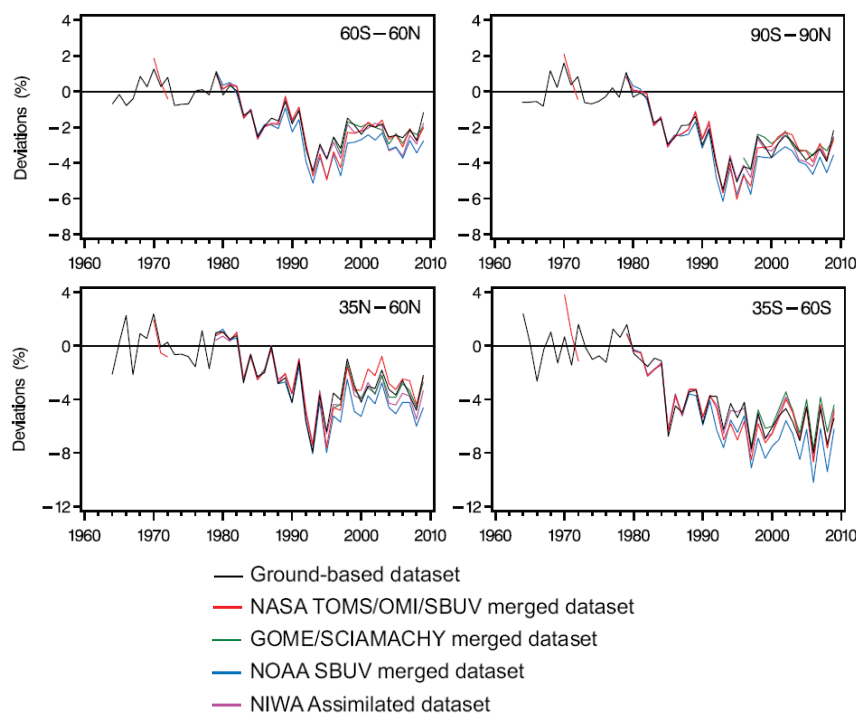 60S−60N
90S−90N
Deviations (%)
4
2
0
−2
−4
−6
−8
4
2
0
−2
−4
−6
−8
1960 1970 1980 1990 2000 2010
1960 1970 1980 1990 2000 2010
35N−60N
35S−60S
Deviations (%)
4
0
−4
−8
−12
4
0
−4
−8
−12
1960 1970 1980 1990 2000 2010
1960 1970 1980 1990 2000 2010
Ground-based dataset
NASA TOMS/OMI/SBUV merged dataset
GOME/SCIAMACHY merged dataset
NOAA SBUV merged dataset
NIWA Assimilated dataset